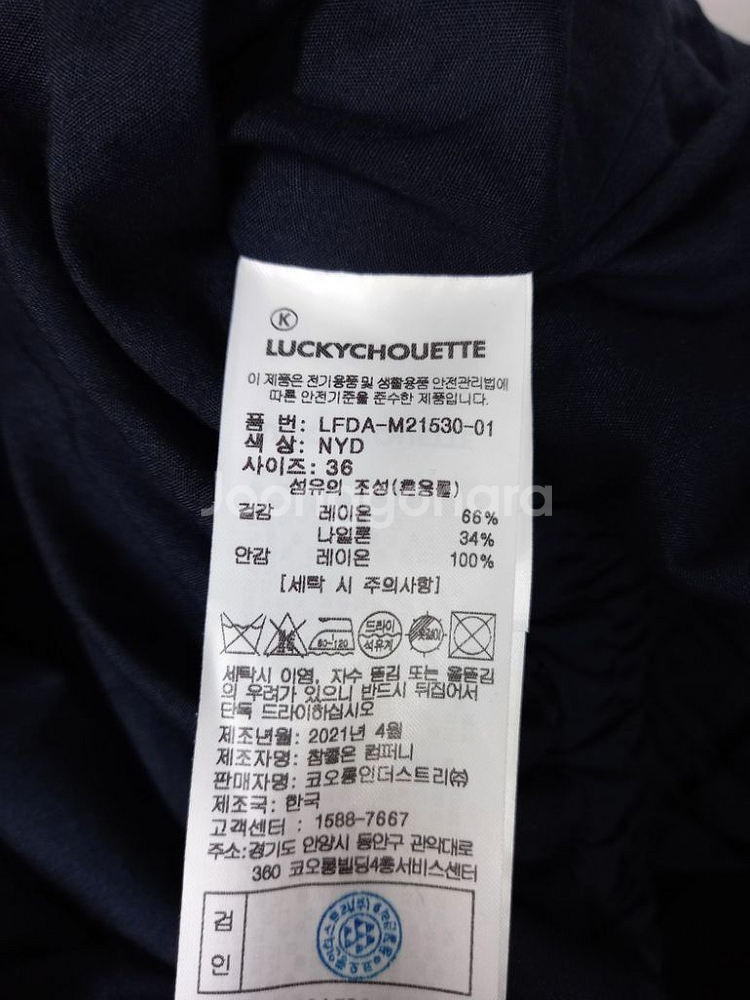 K
LUCKYCHOUETTE
이 제품은 전기용품 및 생활용품 안전관리법에
따른 안전기준을 준수한 제품입니다.
품 번: LFDA-M21530-01
색 상: NYD
사이즈: 36
섬유의 조성(혼용률)
Joonggonara
겉감 레이온 66%
나일론 34%
안감 레이온 100%
[세탁 시 주의사항]
80-120 드라이 석유계
세탁시 이염, 자수 뜯김 또는 올뜯김
의 우려가 있으니 반드시 뒤집어서
단독 드라이하십시오
제조년월: 2021년 4월
제조자명: 참좋은 컴퍼니
판매자명: 코오롱인더스트리㈜
제조국: 한국
고객센터 : 1588-7667
주소:경기도 안양시 동안구 관악대로
360 코오롱빌딩4층서비스센터
검
인